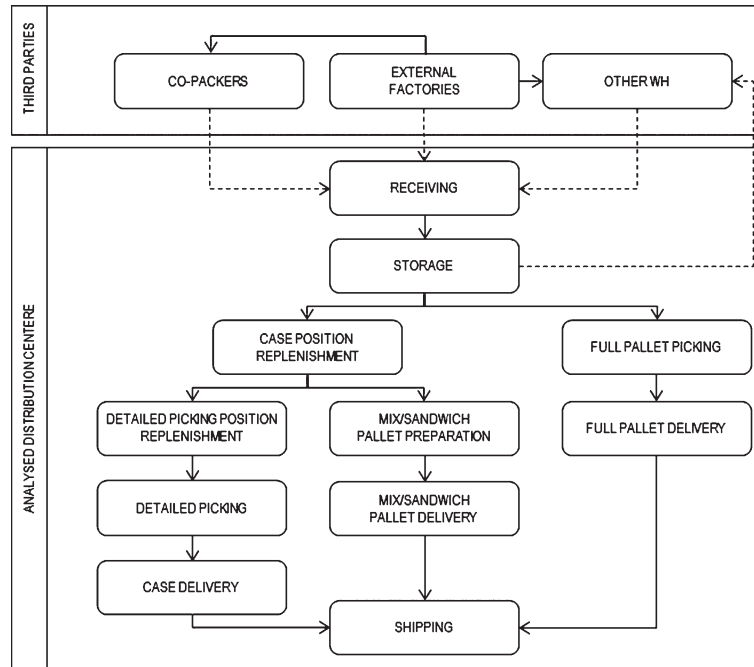 THIRD PARTIES
CO-PACKERS
EXTERNAL
FACTORIES
OTHER WH
ANALYSED DISTRIBUTION CENTERE
RECEIVING
STORAGE
CASE POSITION
REPLENISHMENT
FULL PALLET PICKING
DETAILED PICKING POSITION
REPLENISHMENT
MIX/SANDWICH
PALLET PREPARATION
FULL PALLET DELIVERY
DETAILED PICKING
MIX/SANDWICH
PALLET DELIVERY
CASE DELIVERY
SHIPPING